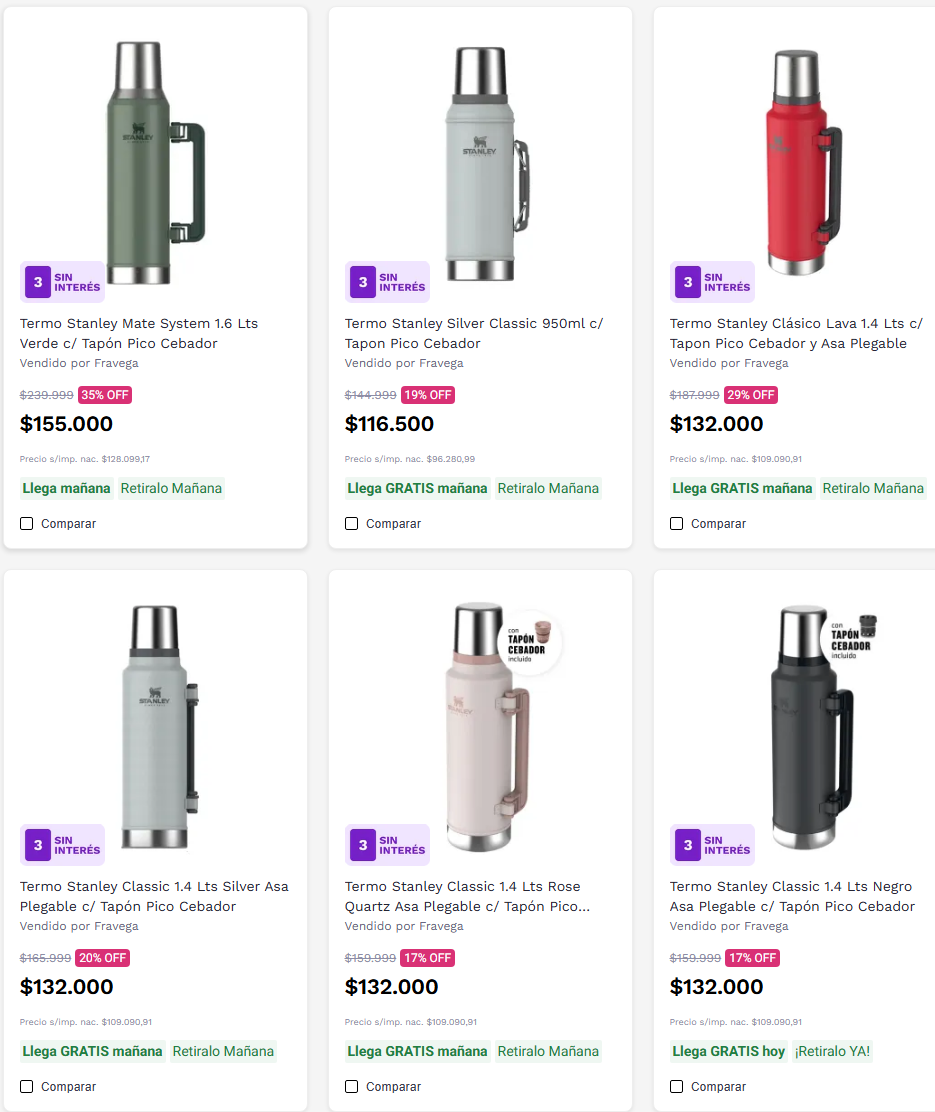 STANLEY
3 SIN
INTERÉS
Termo Stanley Mate System 1.6 Lts
Verde c/ Tapón Pico Cebador
Vendido por Fravega
$239.999 35% OFF
$155.000
Precio s/imp. nac. $128.099,17
Llega mañana Retiralo Mañana
Comparar
STANLEY
3 SIN
INTERÉS
Termo Stanley Silver Classic 950ml c/
Tapon Pico Cebador
Vendido por Fravega
$144.999 19% OFF
$116.500
Precio s/imp. nac. $96.280,99
Llega GRATIS mañana Retiralo Mañana
Comparar
STANLEY
3 SIN
INTERÉS
Termo Stanley Clásico Lava 1.4 Lts c/
Tapon Pico Cebador y Asa Plegable
Vendido por Fravega
$187.999 29% OFF
$132.000
Precio s/imp. nac. $109.090,91
Llega GRATIS mañana Retiralo Mañana
Comparar
STANLEY
3 SIN
INTERÉS
Termo Stanley Classic 1.4 Lts Silver Asa
Plegable c/ Tapón Pico Cebador
Vendido por Fravega
$165.999 20% OFF
$132.000
Precio s/imp. nac. $109.090,91
Llega GRATIS mañana Retiralo Mañana
Comparar
con
TAPÓN
CEBADOR
incluido
STANLEY
3 SIN
INTERÉS
Termo Stanley Classic 1.4 Lts Rose
Quartz Asa Plegable c/ Tapón Pico...
Vendido por Fravega
$159.999 17% OFF
$132.000
Precio s/imp. nac. $109.090,91
Llega GRATIS mañana Retiralo Mañana
Comparar
con
TAPÓN
CEBADOR
incluido
STANLEY
3 SIN
INTERÉS
Termo Stanley Classic 1.4 Lts Negro
Asa Plegable c/ Tapón Pico Cebador
Vendido por Fravega
$159.999 17% OFF
$132.000
Precio s/imp. nac. $109.090,91
Llega GRATIS hoy ¡Retiralo YA!
Comparar